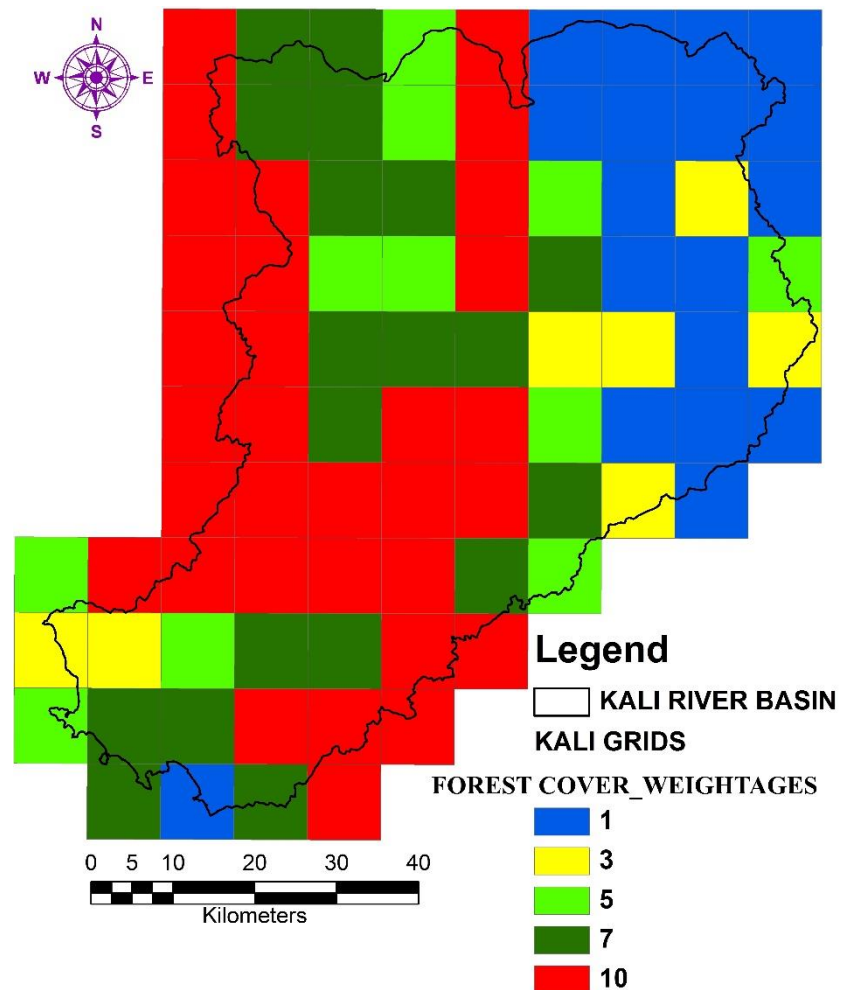 N
W E
S
Legend
KALI RIVER BASIN
KALI GRIDS
FOREST COVER_WEIGHTAGES
1
3
5
7
10
0 5 10 20 30 40
Kilometers